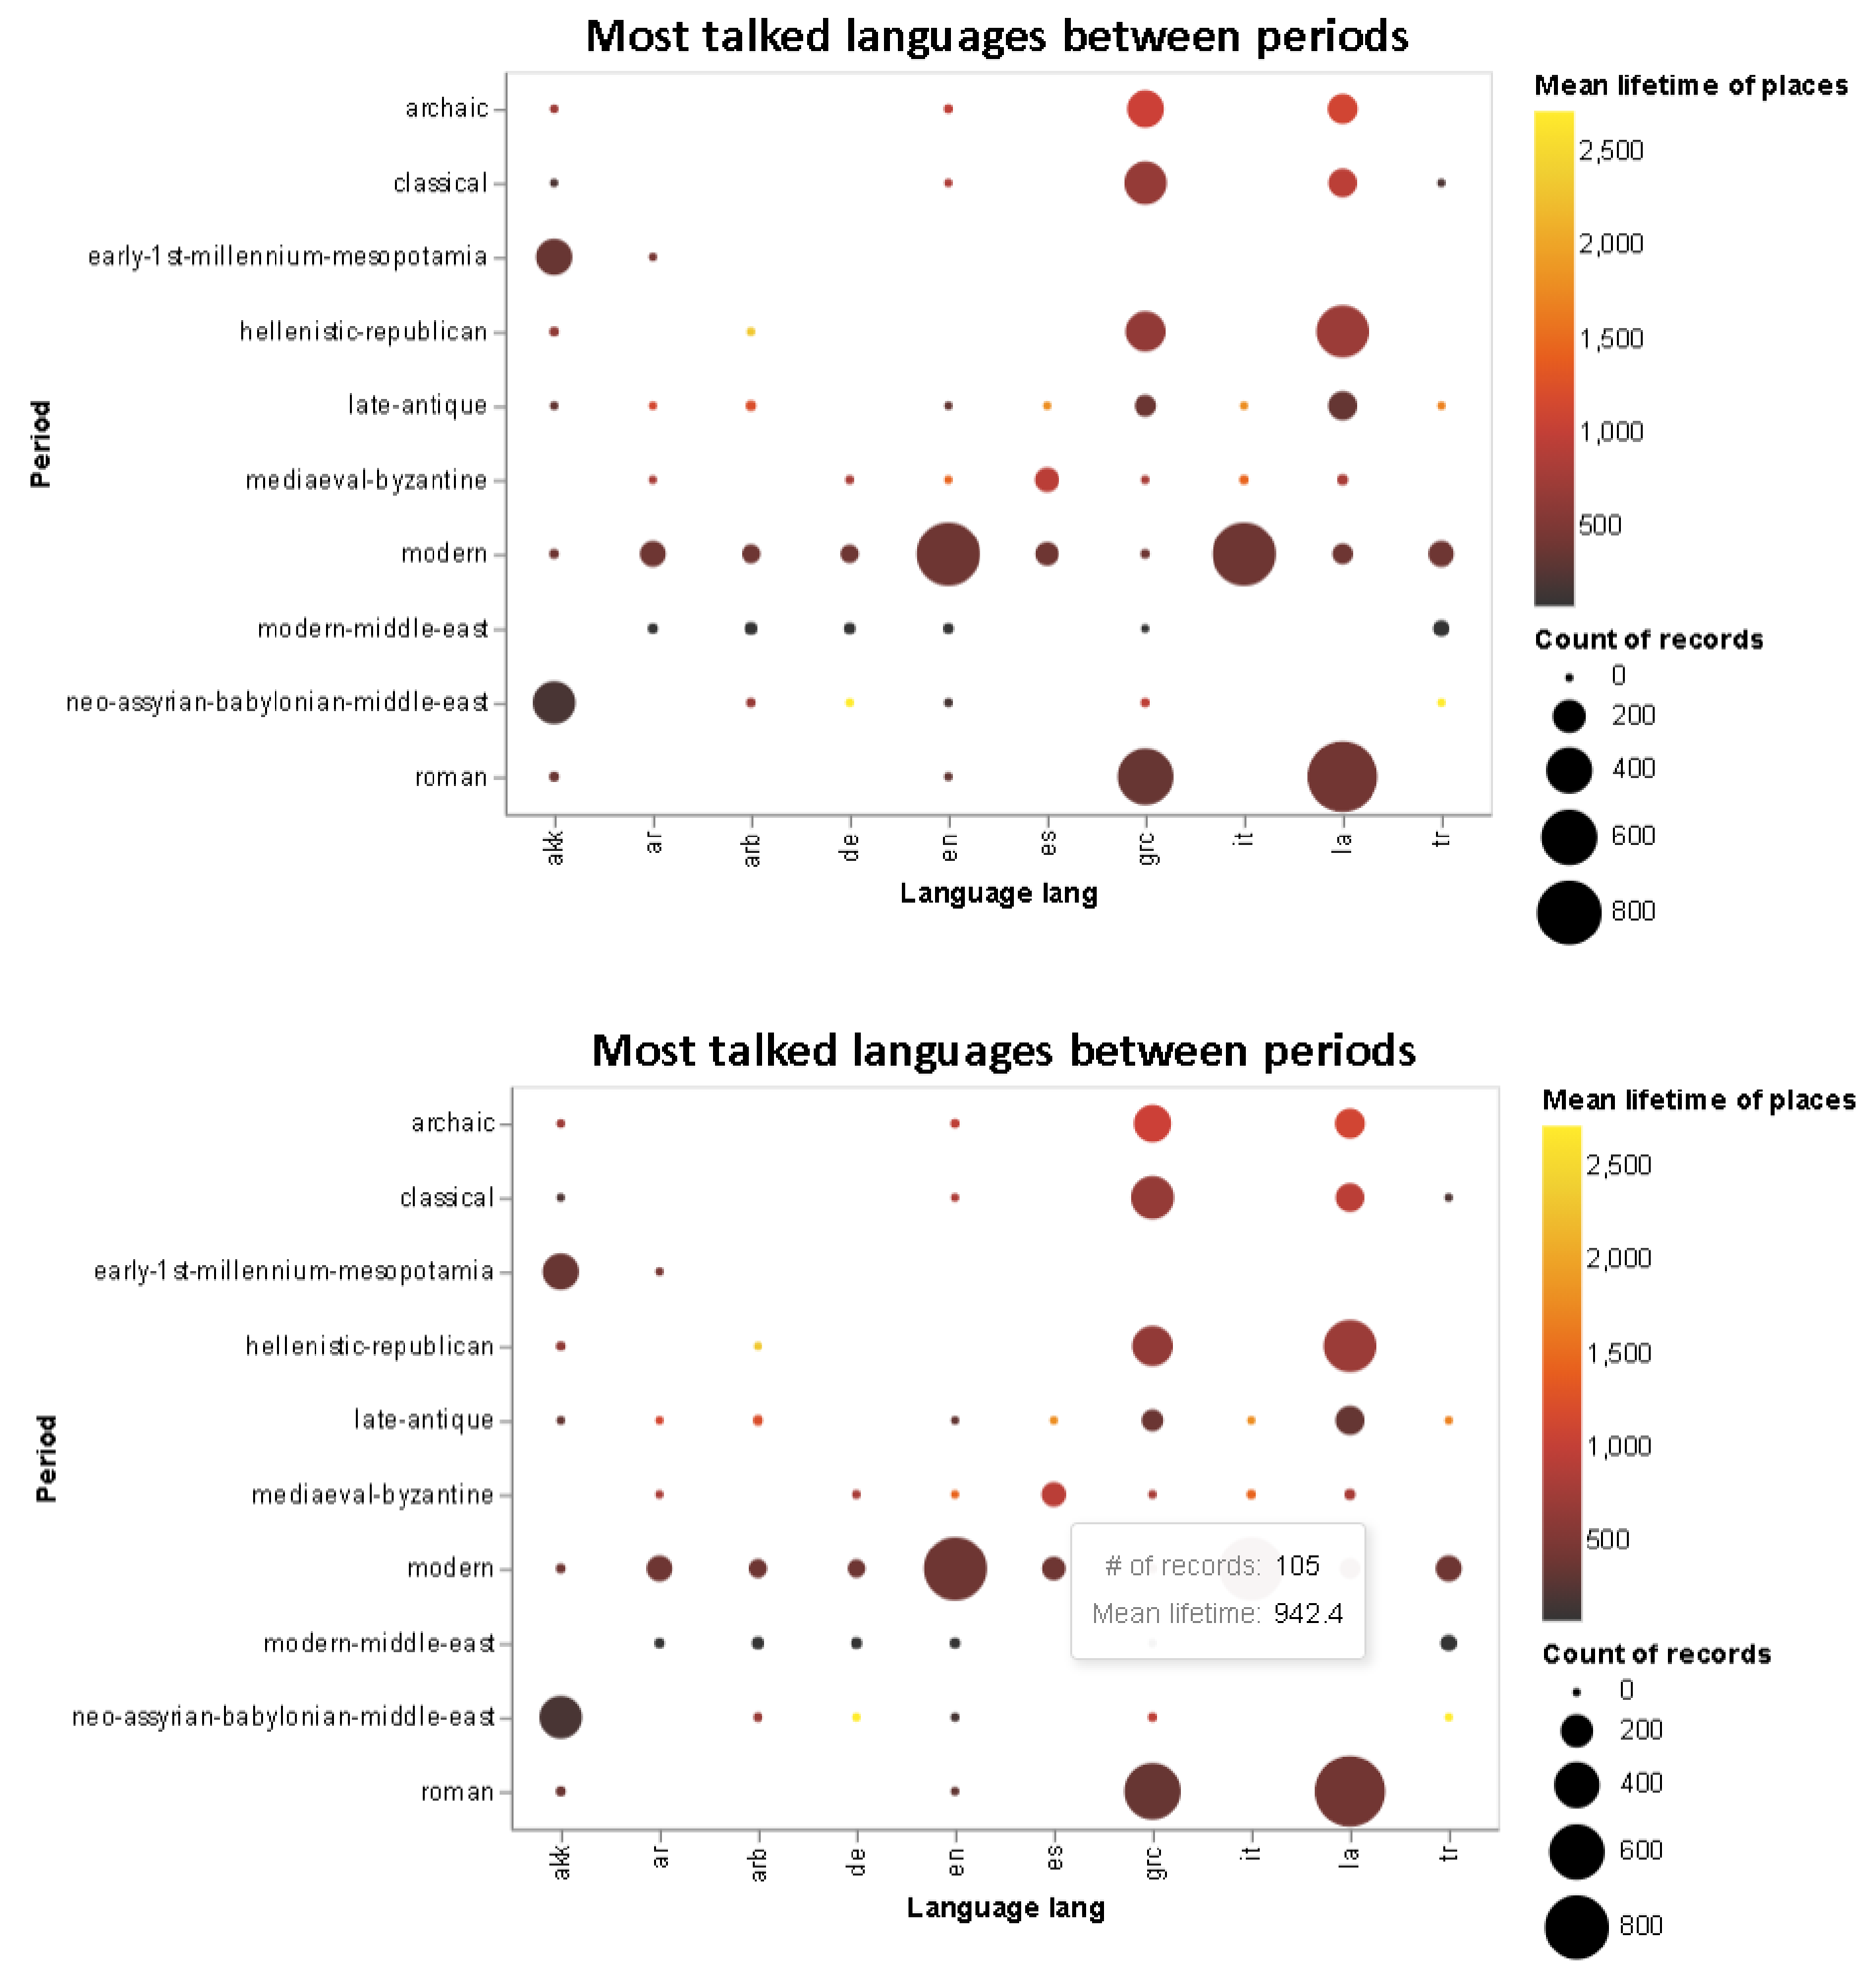 Most talked languages between periods
Mean lifetime of places
2,500
2,000
1,500
1,000
500
Count of records
0
200
400
600
800
Period
archaic
classical
early-1st-millennium-mesopotamia
hellenistic-republican
late-antique
mediaeval-byzantine
modern
modern-middle-east
neo-assyrian-babylonian-middle-east
roman
akk
ar
arb
de
en
es
grc
it
la
tr
Language lang
Most talked languages between periods
Mean lifetime of places
2,500
2,000
1,500
1,000
500
Count of records
0
200
400
600
800
Period
archaic
classical
early-1st-millennium-mesopotamia
hellenistic-republican
late-antique
mediaeval-byzantine
modern
modern-middle-east
neo-assyrian-babylonian-middle-east
roman
# of records: 105
Mean lifetime: 942.4
akk
ar
arb
de
en
es
grc
it
la
tr
Language lang